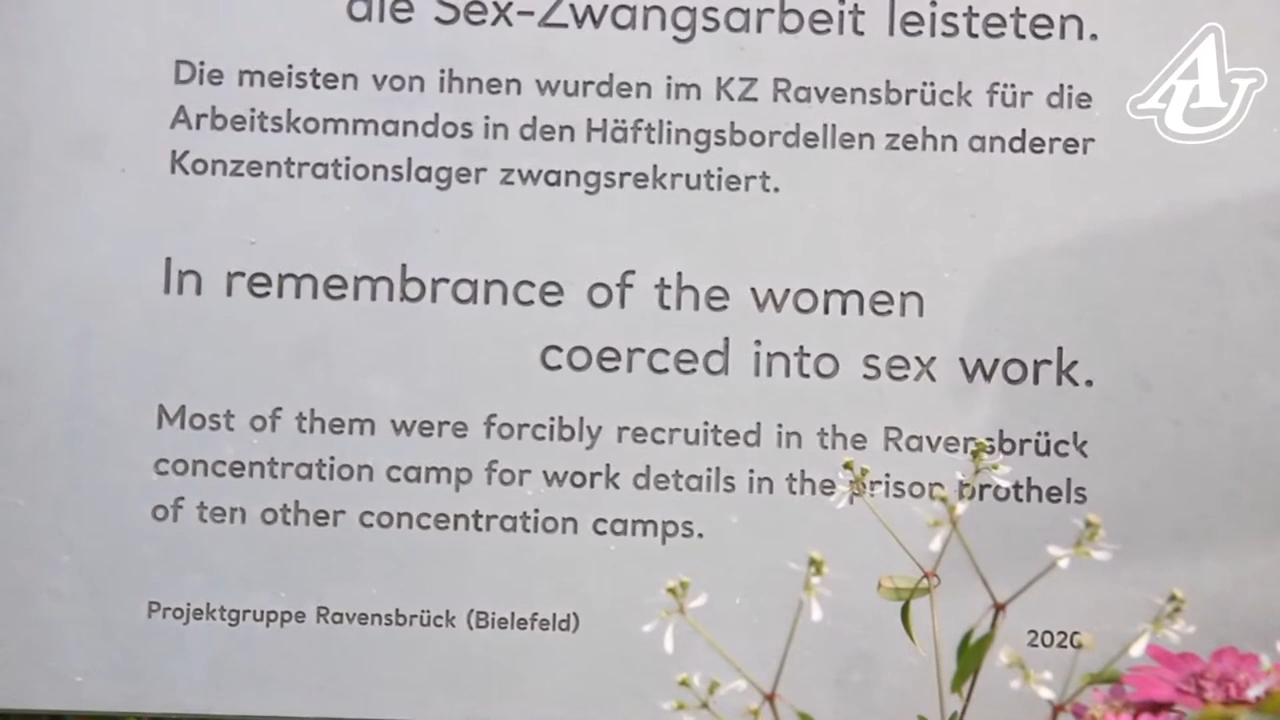 die Sex-Zwangsarbeit leisteten.
Die meisten von ihnen wurden im KZ Ravensbrück für die
Arbeitskommandos in den Häftlingsbordellen zehn anderer
Konzentrationslager zwangsrekrutiert.
In remembrance of the women
coerced into sex work.
Most of them were forcibly recruited in the Ravensbrück
concentration camp for work details in the prison brothels
of ten other concentration camps.
Projektgruppe Ravensbrück (Bielefeld)
2020
AU